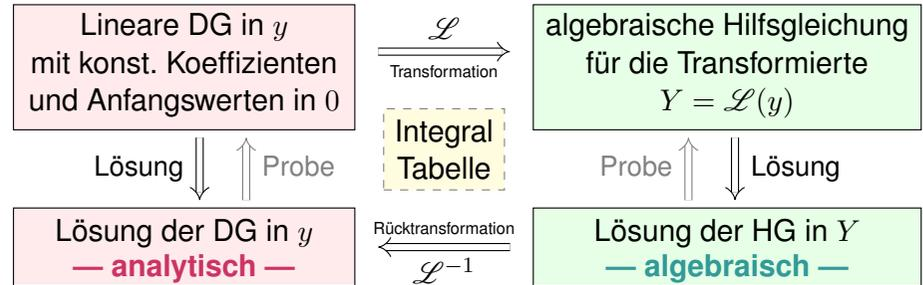 Lineare DG in y
mit konst. Koeffizienten
und Anfangswerten in 0
ℒ
Transformation
algebraische Hilfsgleichung
für die Transformierte
Y = ℒ(y)
Integral
Tabelle
Lösung
Probe
Probe
Lösung
Lösung der DG in y
— analytisch —
Rücktransformation
ℒ⁻¹
Lösung der HG in Y
— algebraisch —